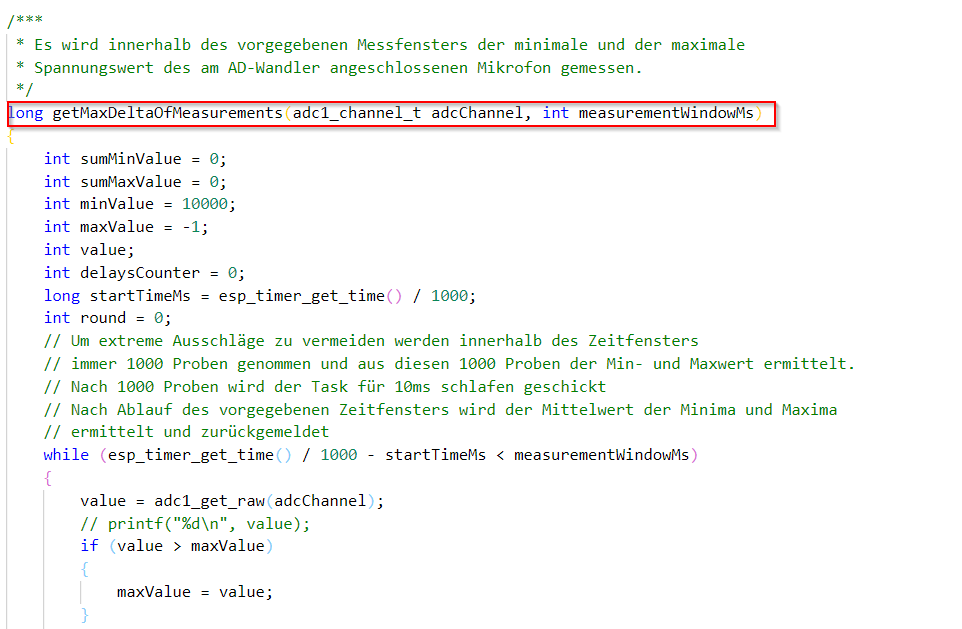 /***
 * Es wird innerhalb des vorgegebenen Messfensters der minimale und der maximale
 * Spannungswert des am AD-Wandler angeschlossenen Mikrofon gemessen.
 */
long getMaxDeltaOfMeasurements(adc1_channel_t adcChannel, int measurementWindowMs)
{
    int sumMinValue = 0;
    int sumMaxValue = 0;
    int minValue = 10000;
    int maxValue = -1;
    int value;
    int delaysCounter = 0;
    long startTimeMs = esp_timer_get_time() / 1000;
    int round = 0;
    // Um extreme Ausschläge zu vermeiden werden innerhalb des Zeitfensters
    // immer 1000 Proben genommen und aus diesen 1000 Proben der Min- und Maxwert ermittelt.
    // Nach 1000 Proben wird der Task für 10ms schlafen geschickt
    // Nach Ablauf des vorgegebenen Zeitfensters wird der Mittelwert der Minima und Maxima
    // ermittelt und zurückgemeldet
    while (esp_timer_get_time() / 1000 - startTimeMs < measurementWindowMs)
    {
        value = adc1_get_raw(adcChannel);
        // printf("%d\n", value);
        if (value > maxValue)
        {
            maxValue = value;
        }